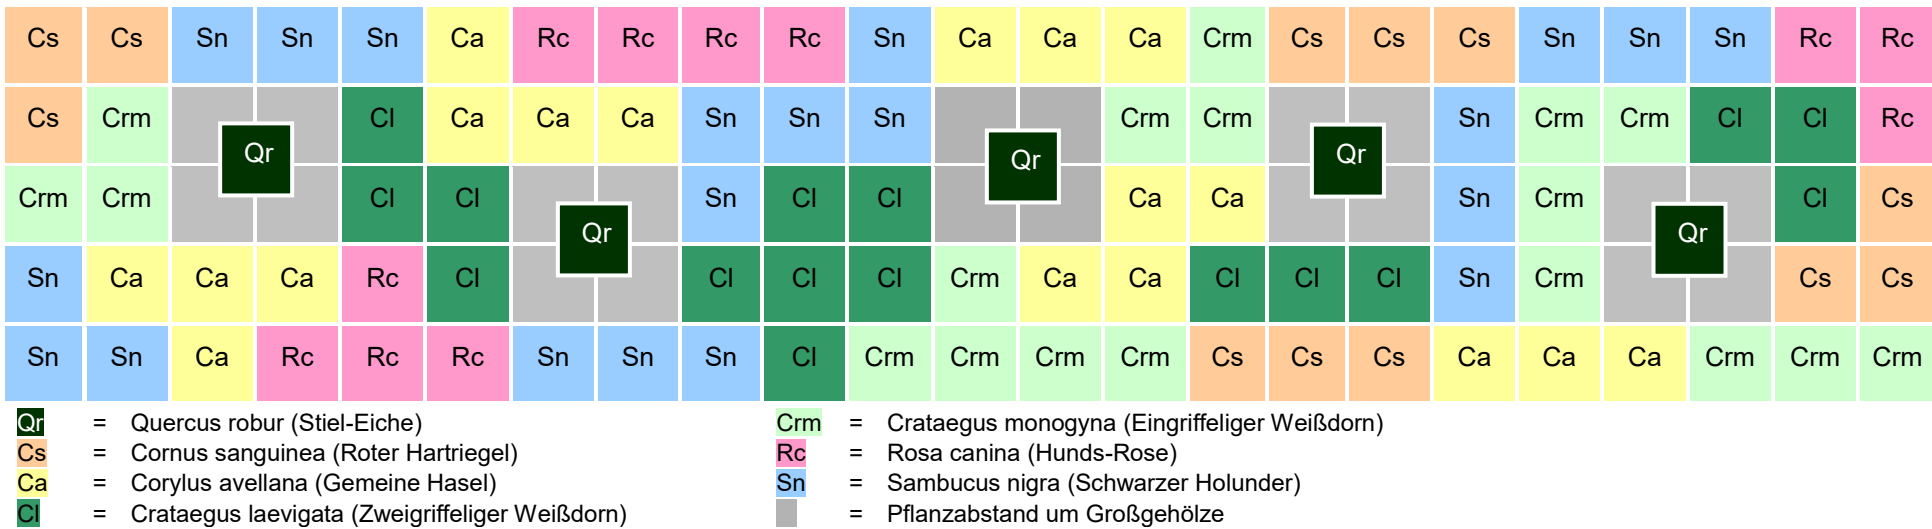 Cs Cs Sn Sn Sn Ca Rc Rc Rc Rc Sn Ca Ca Ca Crm Cs Cs Cs Sn Sn Sn Rc Rc
Cs Crm Cl Ca Ca Ca Sn Sn Sn Crm Crm Sn Crm Crm Cl Cl Rc
Qr Qr Qr
Crm Crm Cl Cl Sn Cl Cl Ca Ca Sn Crm Cl Cs
Qr Qr
Sn Ca Ca Ca Rc Cl Cl Cl Cl Crm Ca Ca Cl Cl Cl Sn Crm Cs Cs
Sn Sn Ca Rc Rc Rc Sn Sn Sn Cl Crm Crm Crm Crm Cs Cs Cs Ca Ca Ca Crm Crm Crm
Qr = Quercus robur (Stiel-Eiche)
Cs = Cornus sanguinea (Roter Hartriegel)
Ca = Corylus avellana (Gemeine Hasel)
Cl = Crataegus laevigata (Zweigriffeliger Weißdorn)
Crm = Crataegus monogyna (Eingriffeliger Weißdorn)
Rc = Rosa canina (Hunds-Rose)
Sn = Sambucus nigra (Schwarzer Holunder)
= Pflanzabstand um Großgehölze